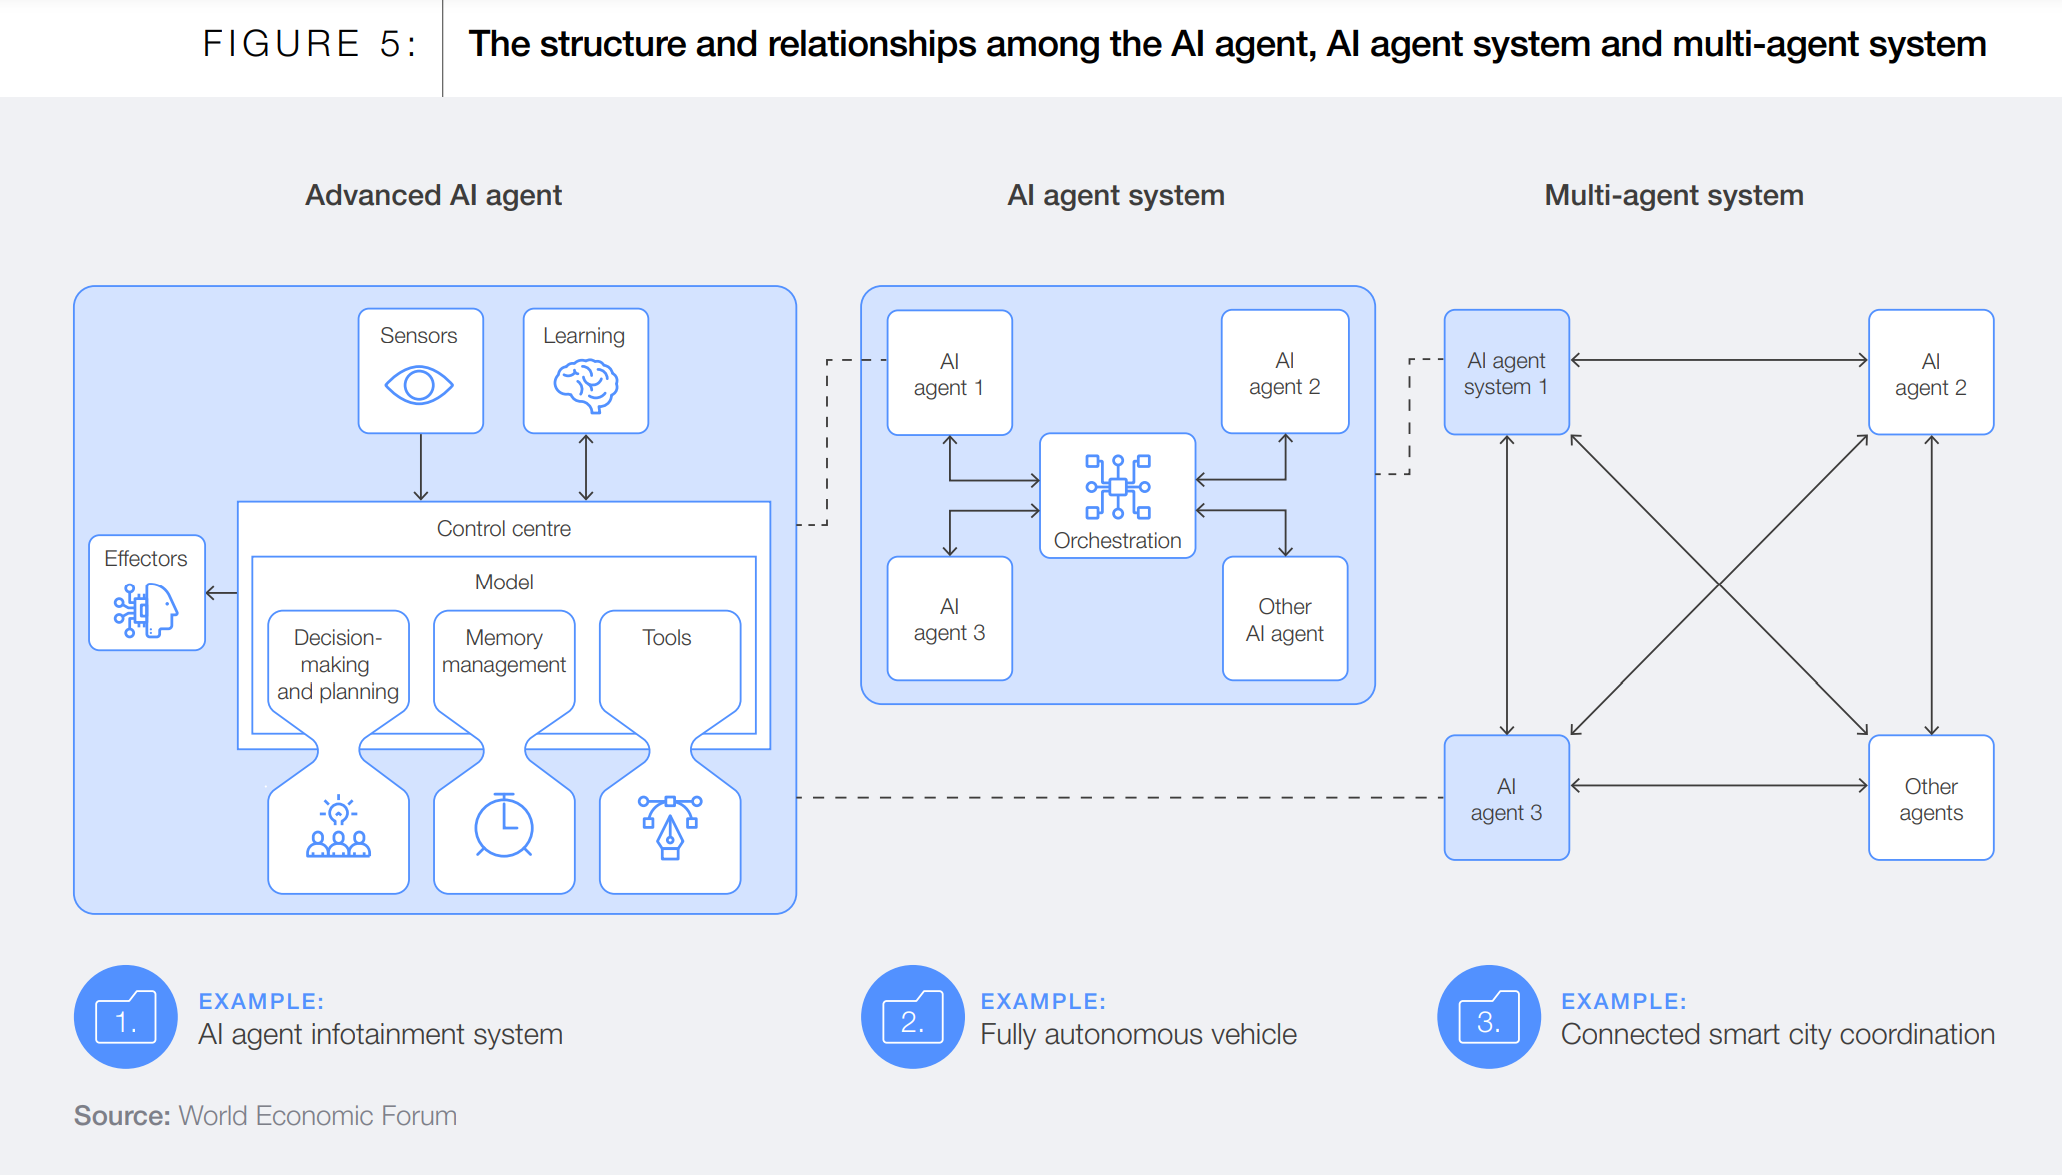 FIGURE 5:
The structure and relationships among the AI agent, AI agent system and multi-agent system
Advanced AI agent
Sensors
Learning
Control centre
Effectors
Model
Decision-
making
and planning
Memory
management
Tools
AI agent system
AI
agent 1
AI
agent 2
Orchestration
AI
agent 3
Other
AI agent
Multi-agent system
AI agent
system 1
AI
agent 2
AI
agent 3
Other
agents
1.
EXAMPLE:
AI agent infotainment system
2.
EXAMPLE:
Fully autonomous vehicle
3.
EXAMPLE:
Connected smart city coordination
Source: World Economic Forum